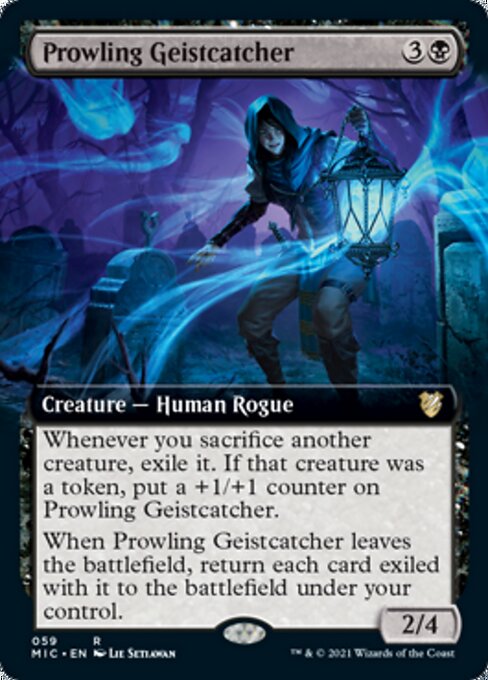 Prowling Geistcatcher 3
Creature — Human Rogue
Whenever you sacrifice another
creature, exile it. If that creature was
a token, put a +1/+1 counter on
Prowling Geistcatcher.
When Prowling Geistcatcher leaves
the battlefield, return each card exiled
with it to the battlefield under your
control.
2/4
059 R
MIC • EN Lie Setiawan
™ & © 2021 Wizards of the Coast